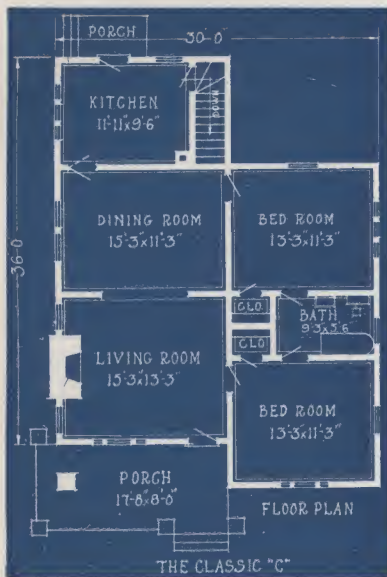 PORCH
30'-0"
KITCHEN
11'-11"x9'-6"
DOWN
36'-0
DINING ROOM
15'-3"x11'-3"
BED ROOM
13'-3"x11'-3"
CLO.
BATH
9'-3"x5'-6"
CLO.
LIVING ROOM
15'-3"x13'-3"
BED ROOM
13'-3"x11'-3"
PORCH
17'-8"x8'-0"
FLOOR PLAN
THE CLASSIC "C"